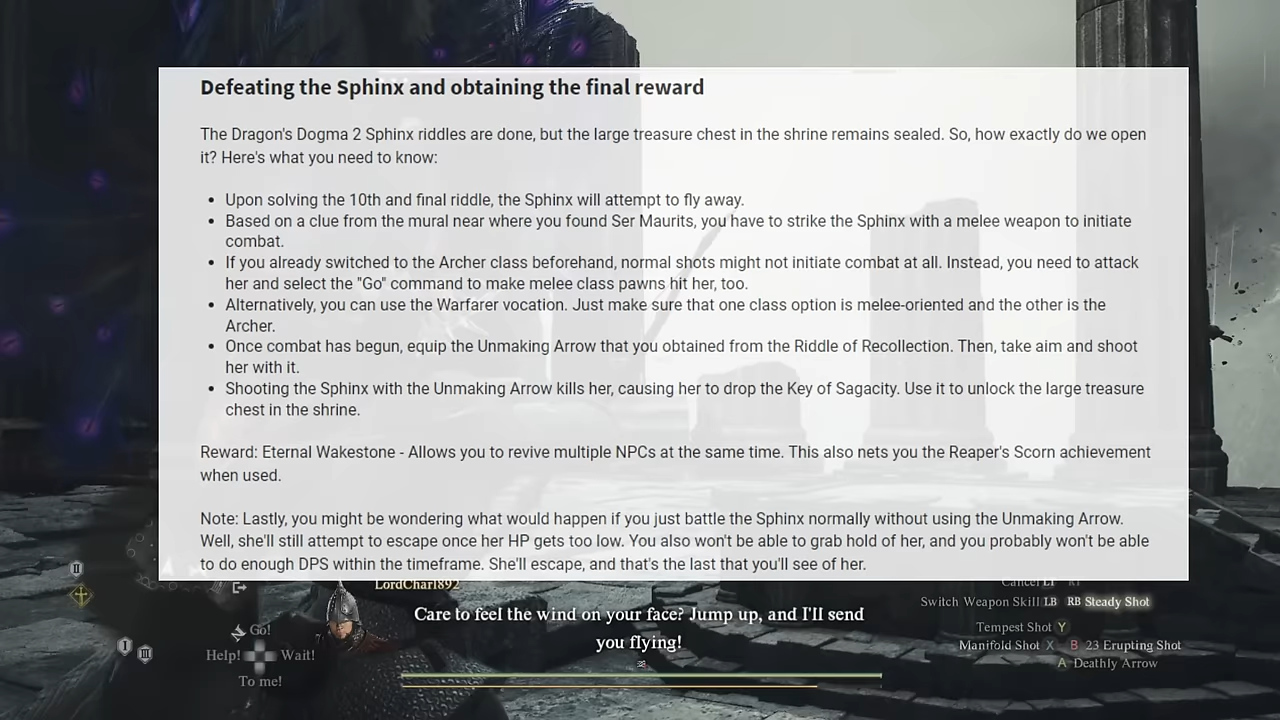 Defeating the Sphinx and obtaining the final reward
The Dragon's Dogma 2 Sphinx riddles are done, but the large treasure chest in the shrine remains sealed. So, how exactly do we open
it? Here's what you need to know:
• Upon solving the 10th and final riddle, the Sphinx will attempt to fly away.
• Based on a clue from the mural near where you found Ser Maurits, you have to strike the Sphinx with a melee weapon to initiate
combat.
• If you already switched to the Archer class beforehand, normal shots might not initiate combat at all. Instead, you need to attack
her and select the "Go" command to make melee class pawns hit her, too.
• Alternatively, you can use the Warfarer vocation. Just make sure that one class option is melee-oriented and the other is the
Archer.
• Once combat has begun, equip the Unmaking Arrow that you obtained from the Riddle of Recollection. Then, take aim and shoot
her with it.
• Shooting the Sphinx with the Unmaking Arrow kills her, causing her to drop the Key of Sagacity. Use it to unlock the large treasure
chest in the shrine.
Reward: Eternal Wakestone - Allows you to revive multiple NPCs at the same time. This also nets you the Reaper's Scorn achievement
when used.
Note: Lastly, you might be wondering what would happen if you just battle the Sphinx normally without using the Unmaking Arrow.
Well, she'll still attempt to escape once her HP gets too low. You also won't be able to grab hold of her, and you probably won't be able
to do enough DPS within the timeframe. She'll escape, and that's the last that you'll see of her.
II
I
III
Go!
Help! Wait!
To me!
LordCharl892
Care to feel the wind on your face? Jump up, and I'll send
you flying!
Cancel LT RT
Switch Weapon Skill LB RB Steady Shot
Tempest Shot Y
Manifold Shot X B 23 Erupting Shot
A Deathly Arrow